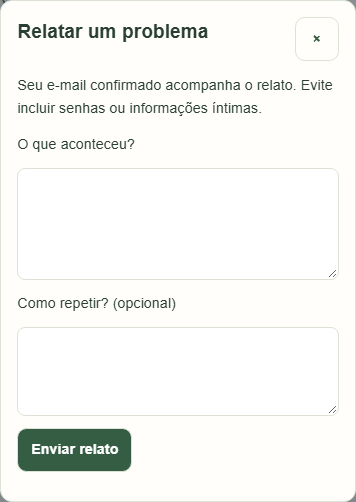 Relatar um problema
×
Seu e-mail confirmado acompanha o relato. Evite
incluir senhas ou informações íntimas.
O que aconteceu?
Como repetir? (opcional)
Enviar relato